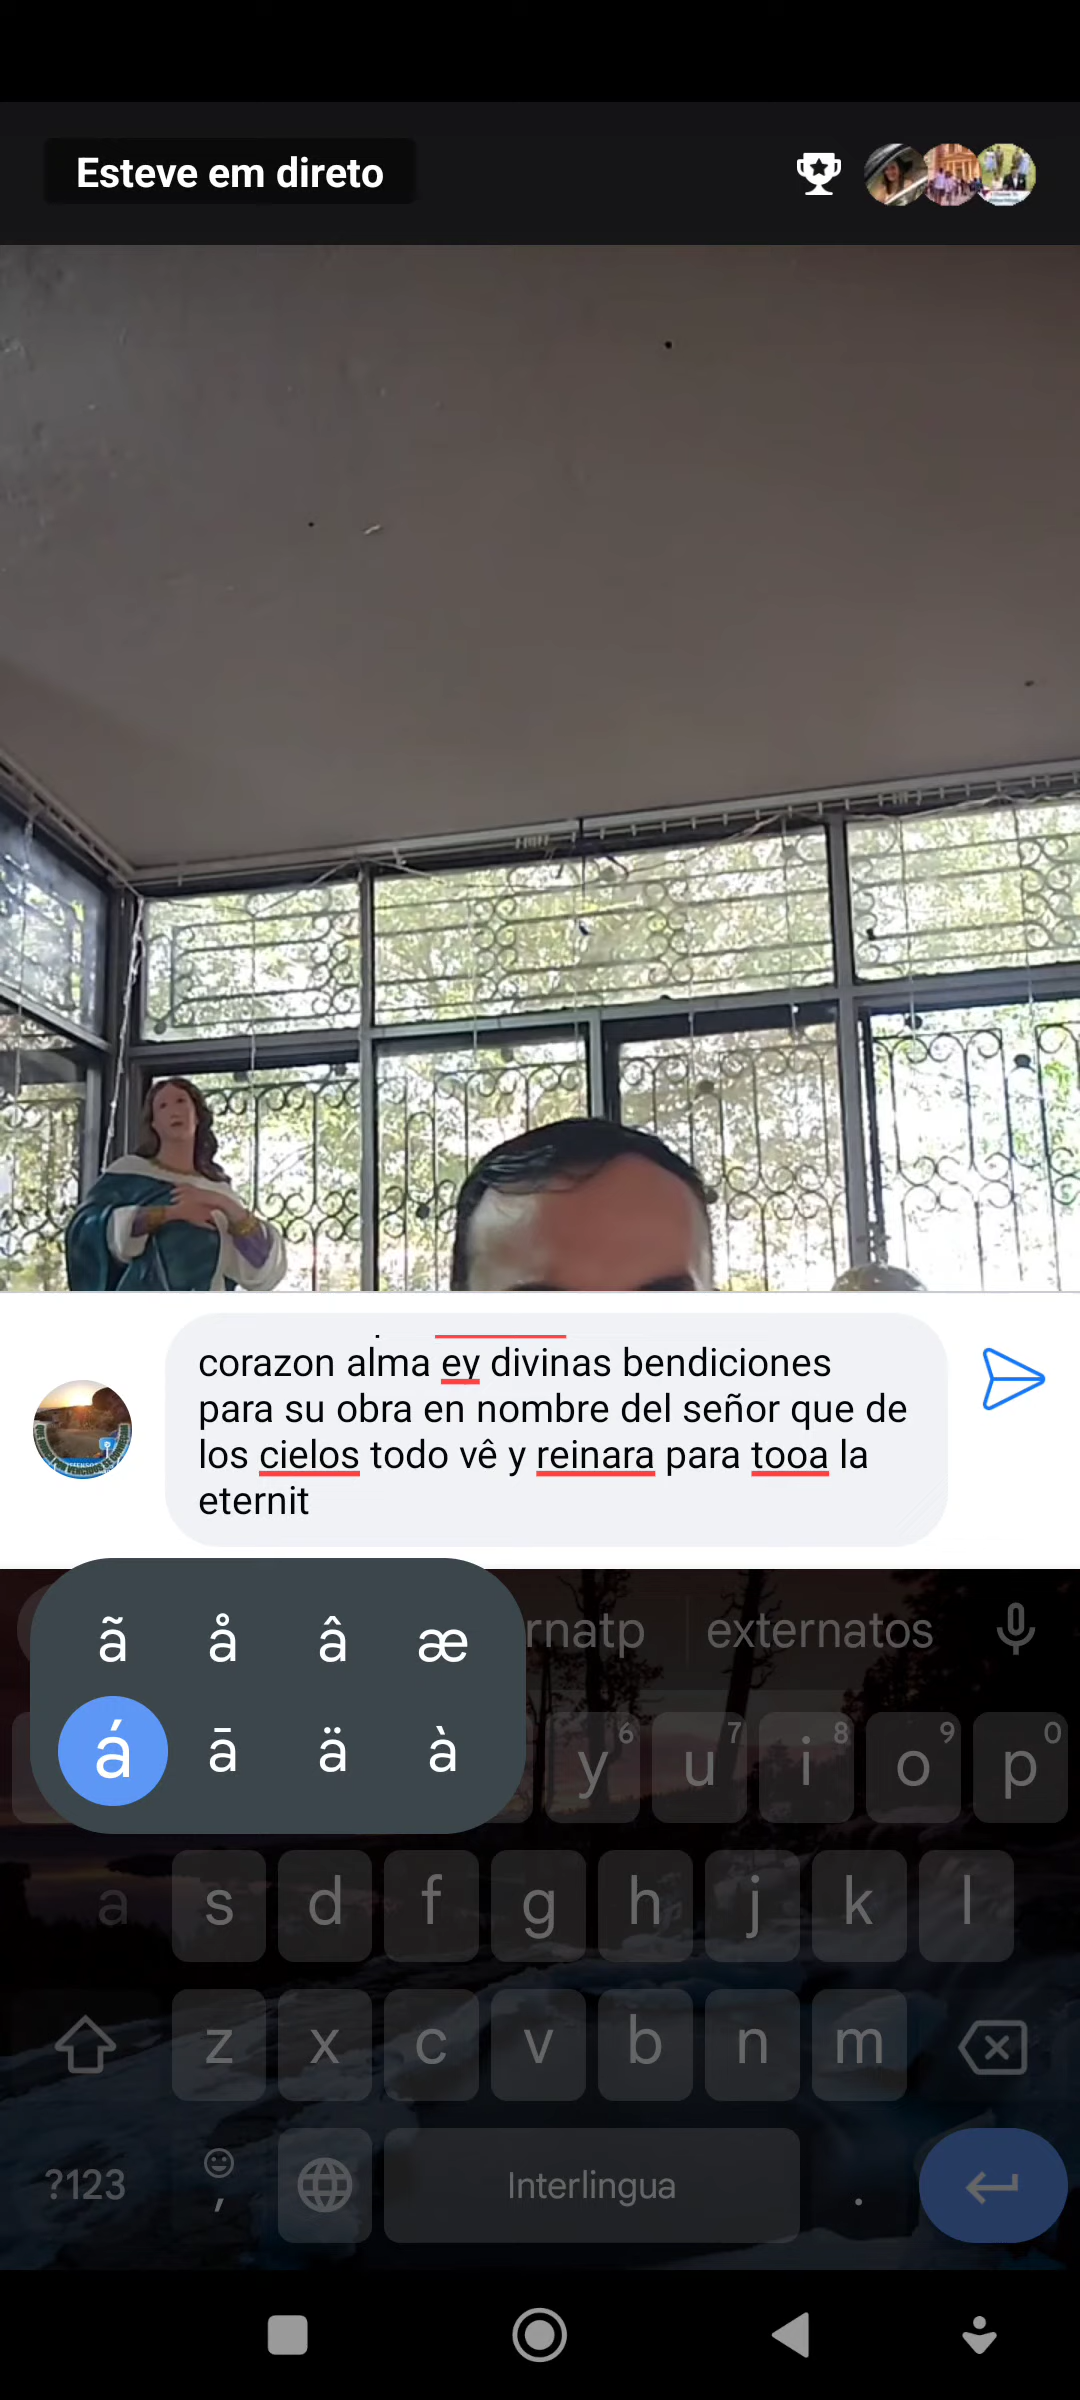 Esteve em direto
corazon alma ey divinas bendiciones
para su obra en nombre del señor que de
los cielos todo vê y reinara para tooa la
eternit
ã å â æ
rnatp externatos
á ā ä à
y 6 u 7 i 8 o 9 p 0
a s d f g h j k l
z x c v b n m
?123 , Interlingua .